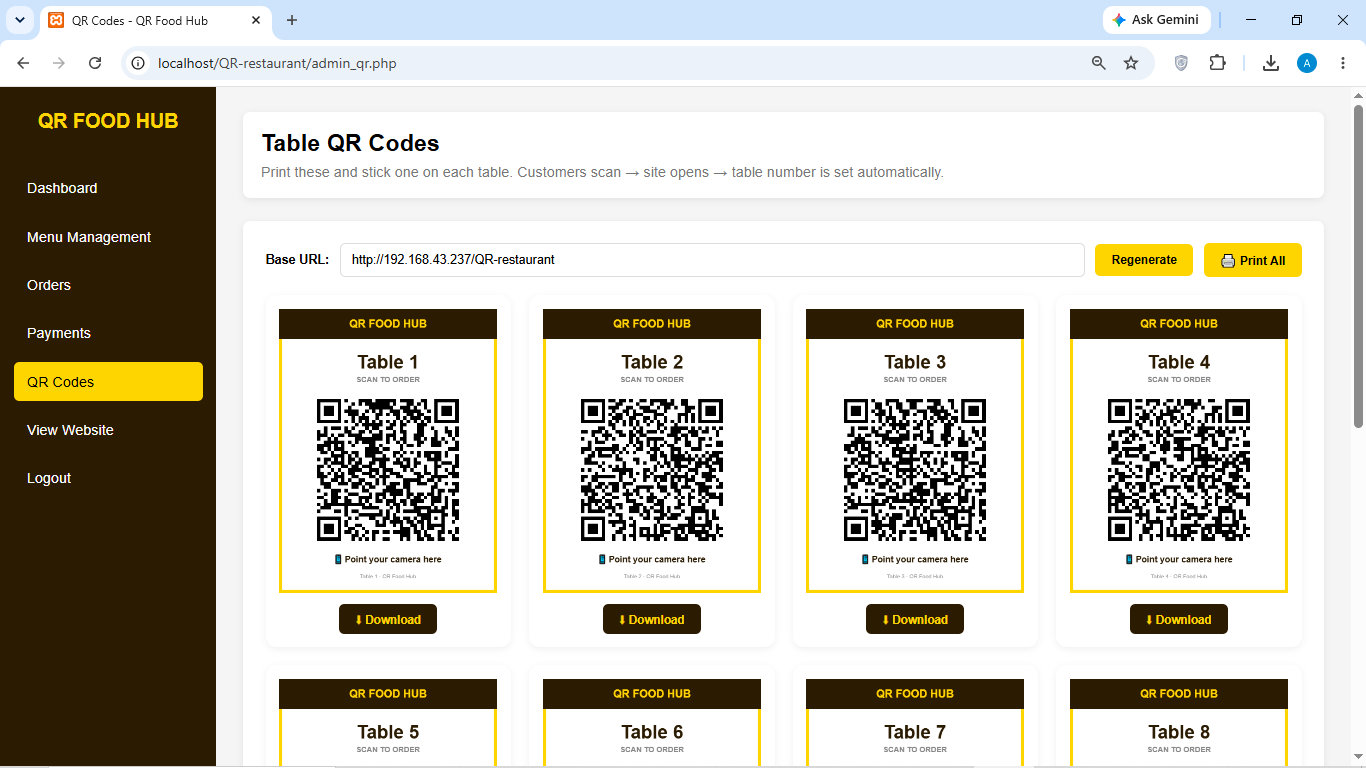 QR Codes - QR Food Hub
Ask Gemini
localhost/QR-restaurant/admin_qr.php
A
QR FOOD HUB
Dashboard
Menu Management
Orders
Payments
QR Codes
View Website
Logout
Table QR Codes
Print these and stick one on each table. Customers scan → site opens → table number is set automatically.
Base URL: http://192.168.43.237/QR-restaurant Regenerate Print All
QR FOOD HUB
Table 1
SCAN TO ORDER
Point your camera here
Table 1 - QR Food Hub
Download
QR FOOD HUB
Table 2
SCAN TO ORDER
Point your camera here
Table 2 - QR Food Hub
Download
QR FOOD HUB
Table 3
SCAN TO ORDER
Point your camera here
Table 3 - QR Food Hub
Download
QR FOOD HUB
Table 4
SCAN TO ORDER
Point your camera here
Table 4 - QR Food Hub
Download
QR FOOD HUB
Table 5
SCAN TO ORDER
QR FOOD HUB
Table 6
SCAN TO ORDER
QR FOOD HUB
Table 7
SCAN TO ORDER
QR FOOD HUB
Table 8
SCAN TO ORDER